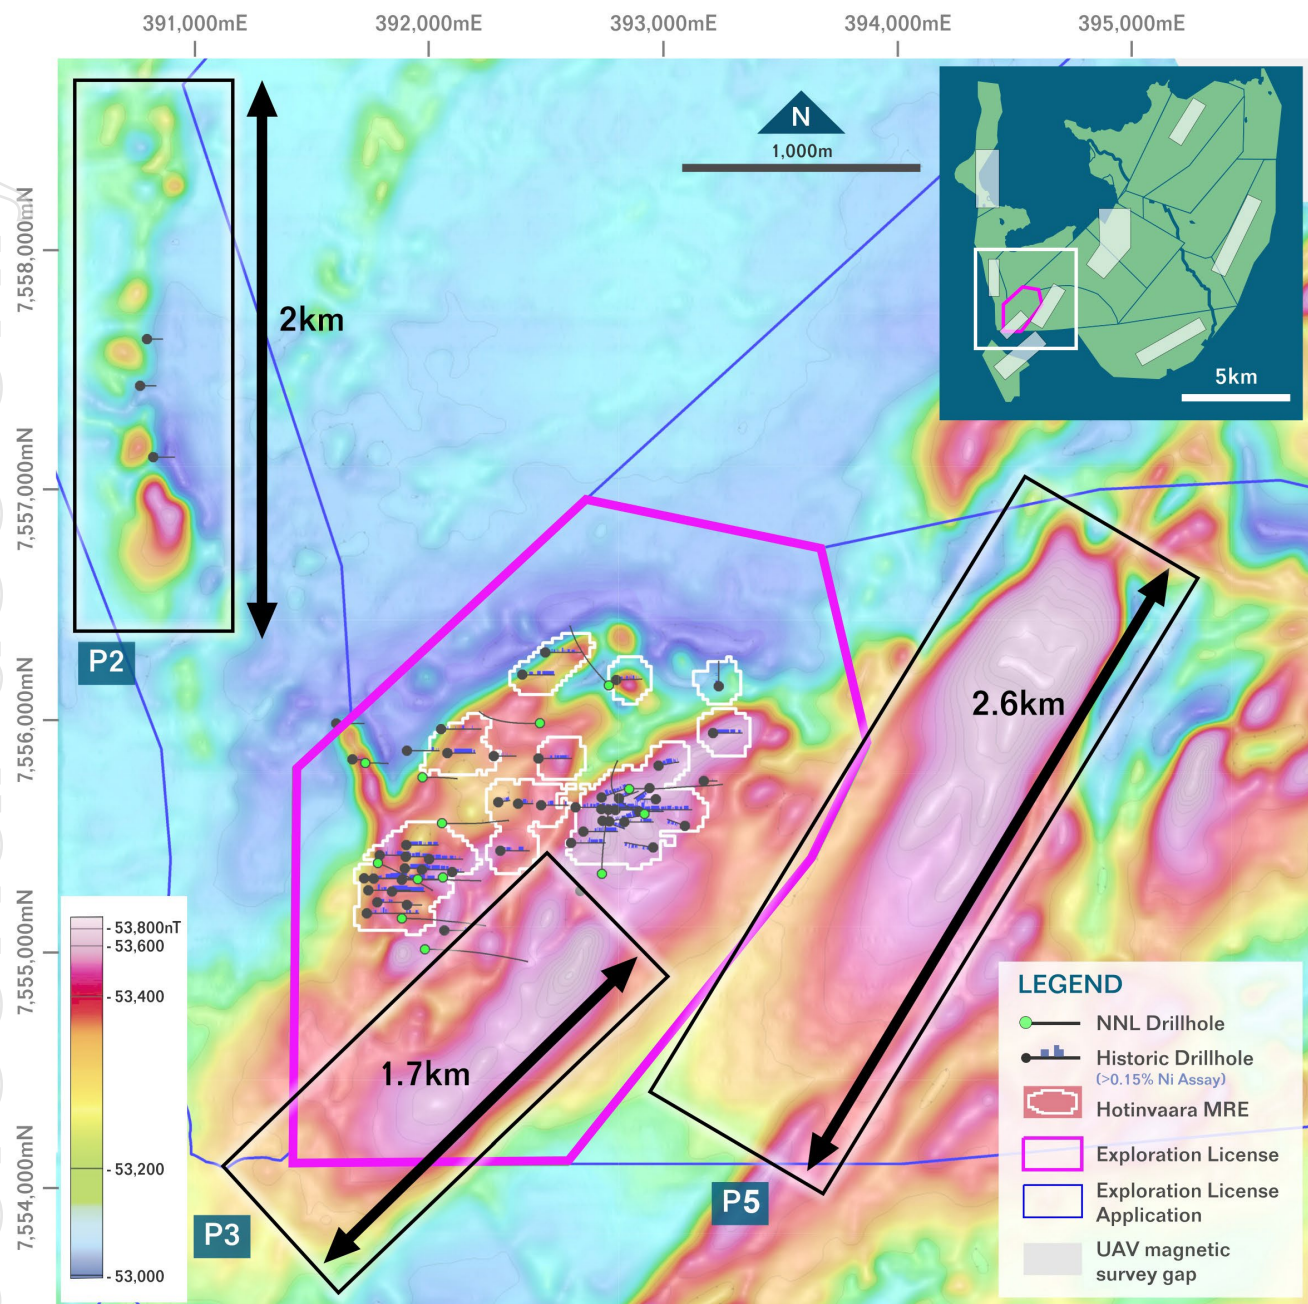 391,000mE
392,000mE
393,000mE
394,000mE
395,000mE
7,558,000mN
7,557,000mN
7,556,000mN
7,555,000mN
7,554,000mN
N
1,000m
5km
2km
P2
2.6km
1.7km
P3
P5
53,800nT
53,600
53,400
53,200
53,000
LEGEND
NNL Drillhole
Historic Drillhole
(>0.15% Ni Assay)
Hotinvaara MRE
Exploration License
Exploration License
Application
UAV magnetic
survey gap